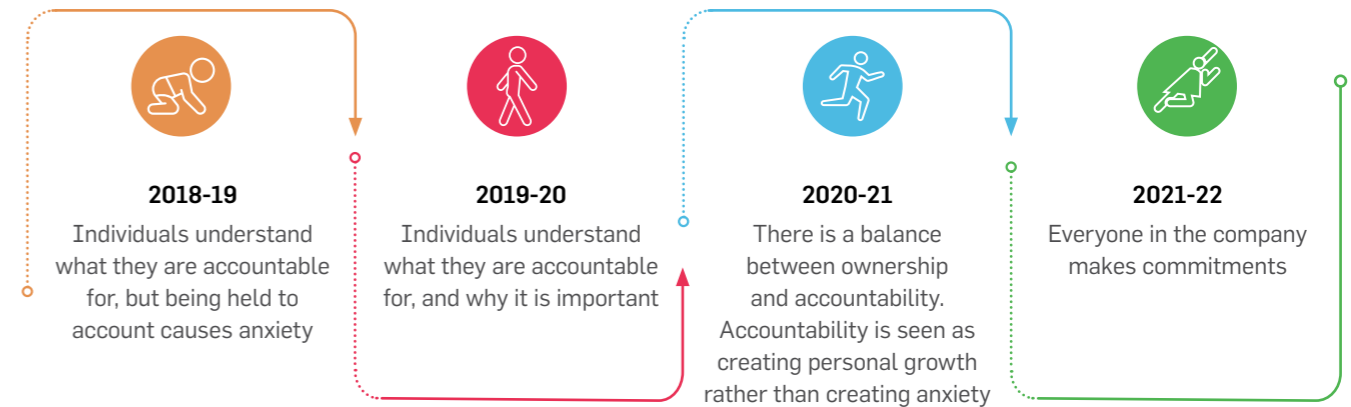 2018-19
Individuals understand
what they are accountable
for, but being held to
account causes anxiety
2019-20
Individuals understand
what they are accountable
for, and why it is important
2020-21
There is a balance
between ownership
and accountability.
Accountability is seen as
creating personal growth
rather than creating anxiety
2021-22
Everyone in the company
makes commitments